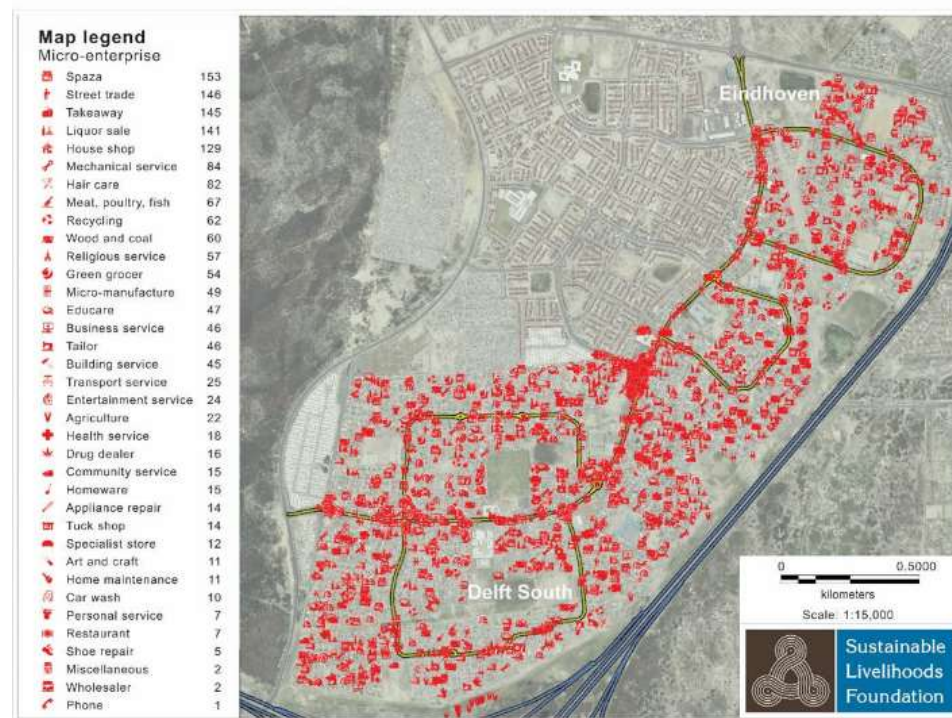 Map legend
Micro-enterprise
Spaza 153
Street trade 146
Takeaway 145
Liquor sale 141
House shop 129
Mechanical service 84
Hair care 82
Meat, poultry, fish 67
Recycling 62
Wood and coal 60
Religious service 57
Green grocer 54
Micro-manufacture 49
Educare 47
Business service 46
Tailor 46
Building service 45
Transport service 25
Entertainment service 24
Agriculture 22
Health service 18
Drug dealer 16
Community service 15
Homeware 15
Appliance repair 14
Tuck shop 14
Specialist store 12
Art and craft 11
Home maintenance 11
Car wash 10
Personal service 7
Restaurant 7
Shoe repair 5
Miscellaneous 2
Wholesaler 2
Phone 1
Eindhoven
Delft South
0 0.5000
kilometers
Scale: 1:15,000
Sustainable
Livelihoods
Foundation